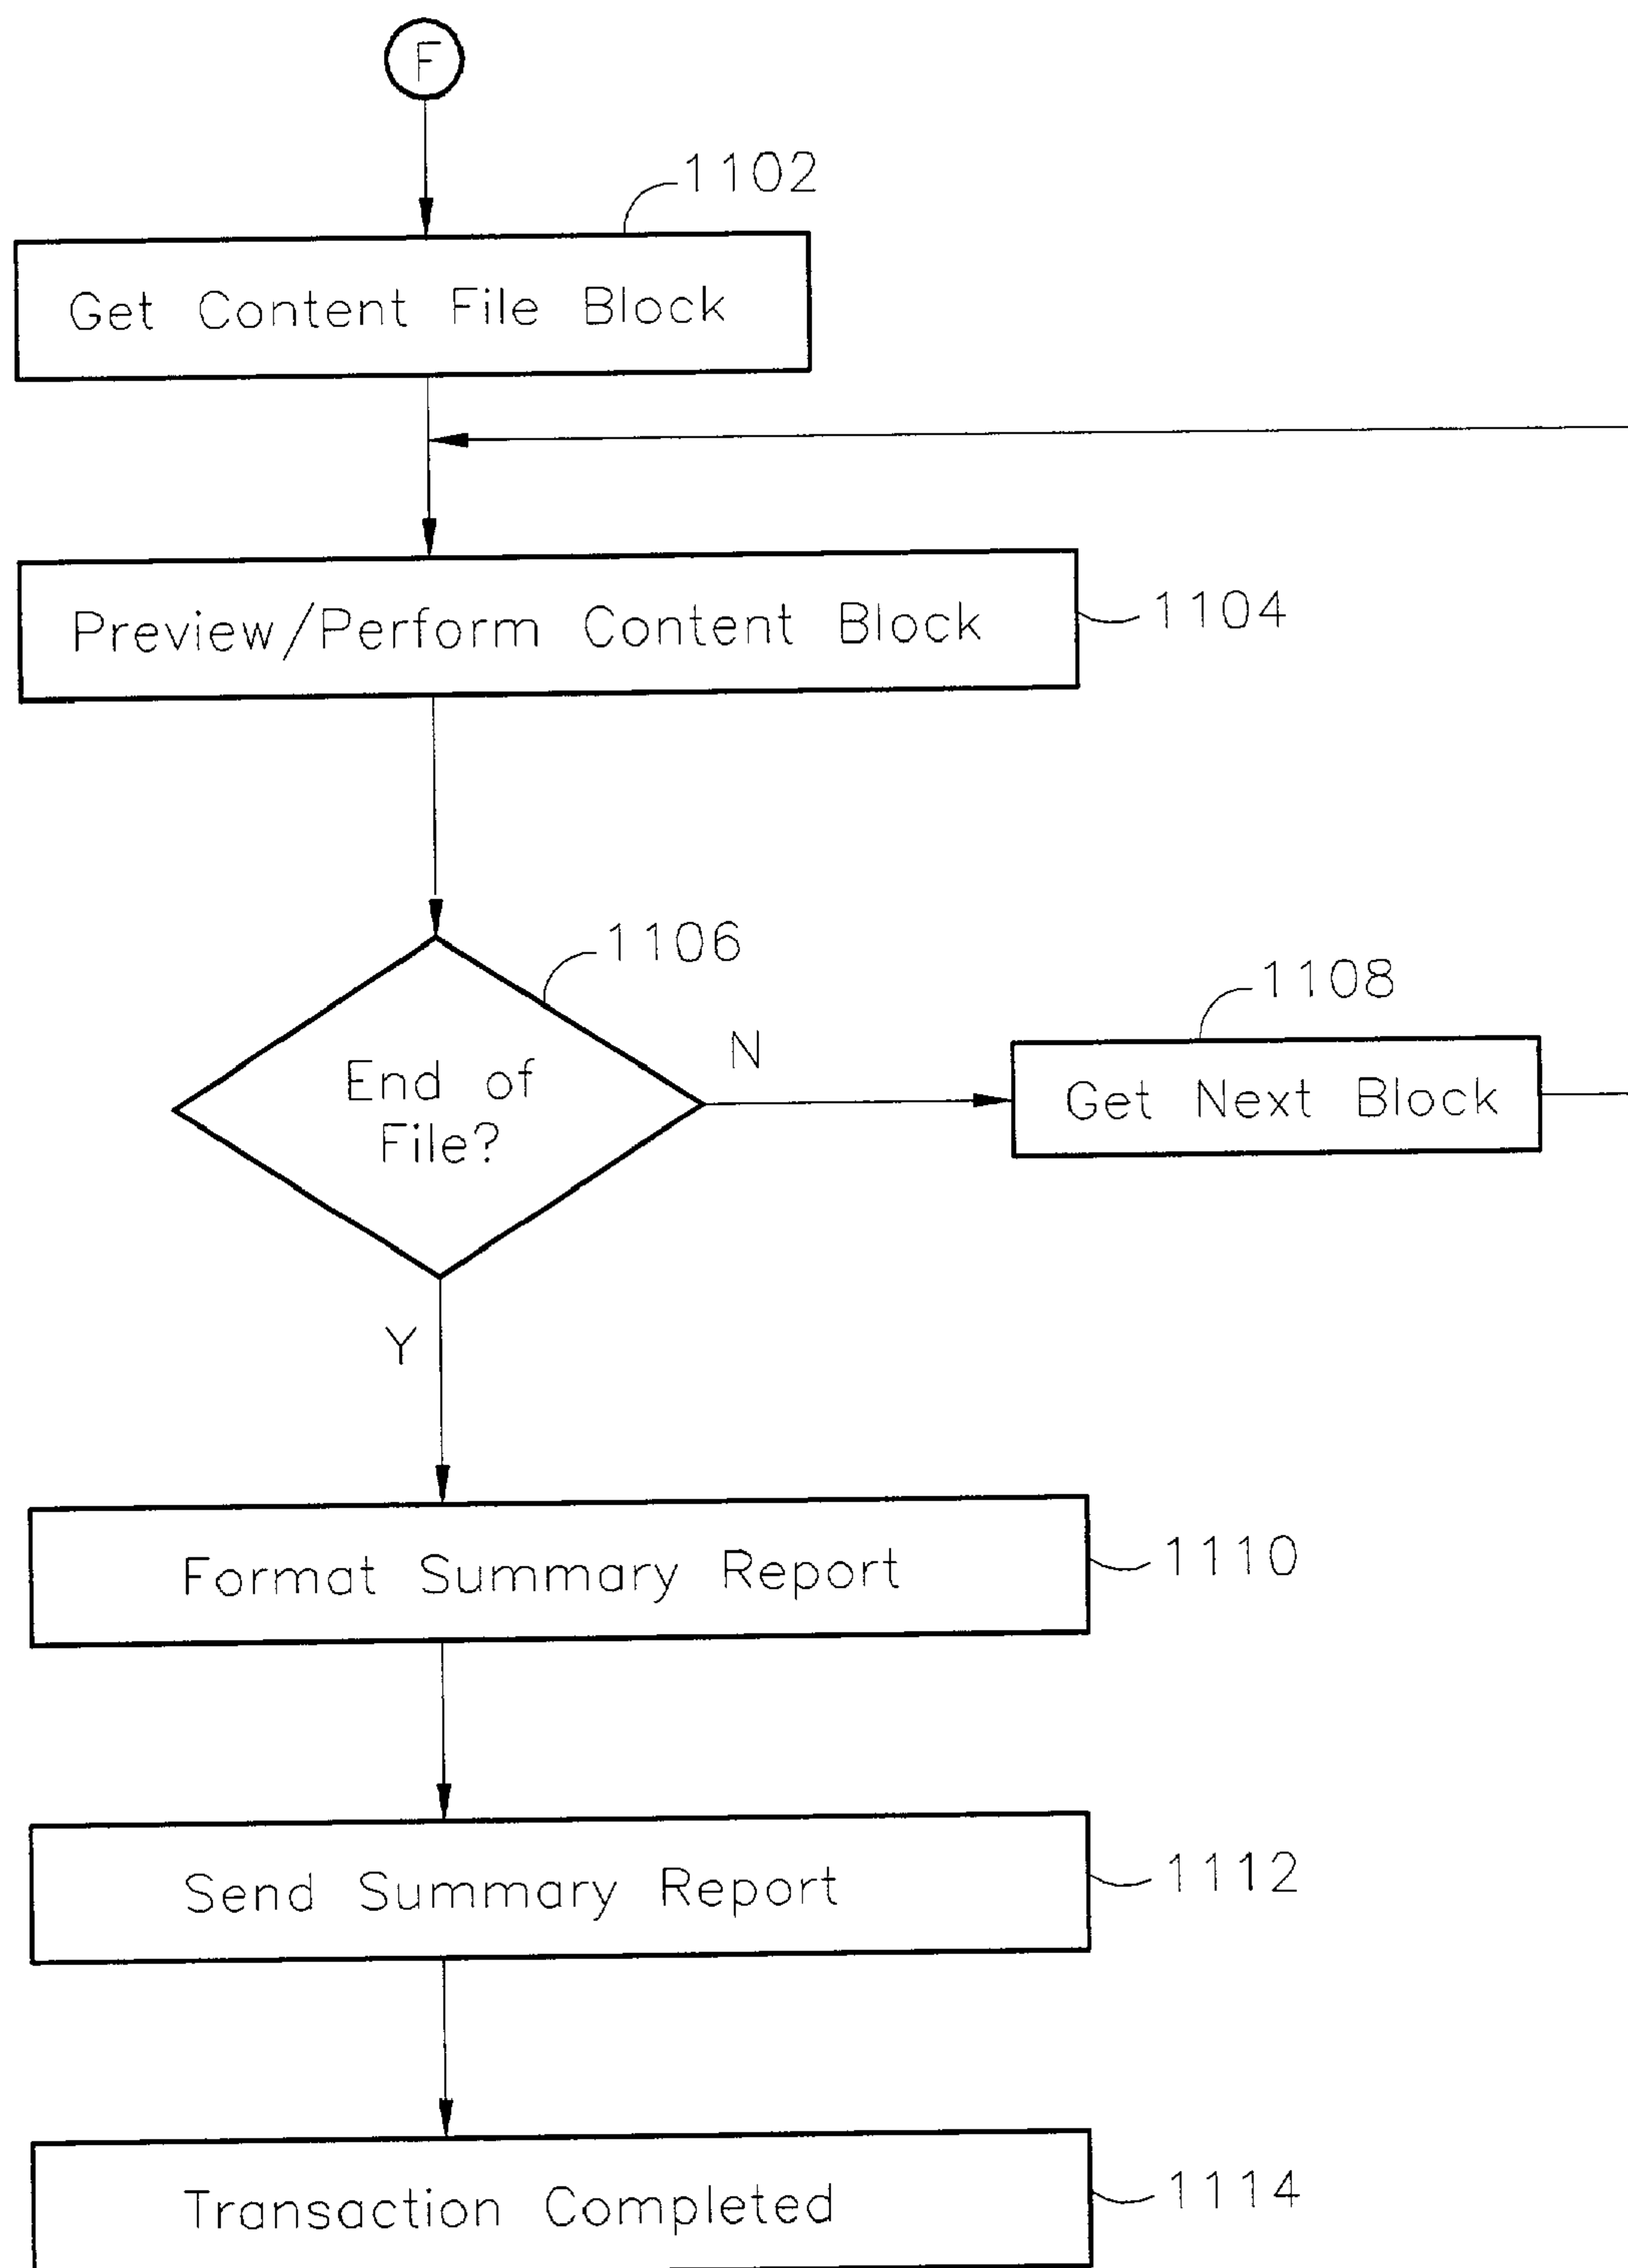 F
1102
Get Content File Block
Preview/Perform Content Block
1104
1106
End of
File?
N
1108
Get Next Block
Y
Format Summary Report
1110
Send Summary Report
1112
Transaction Completed
1114